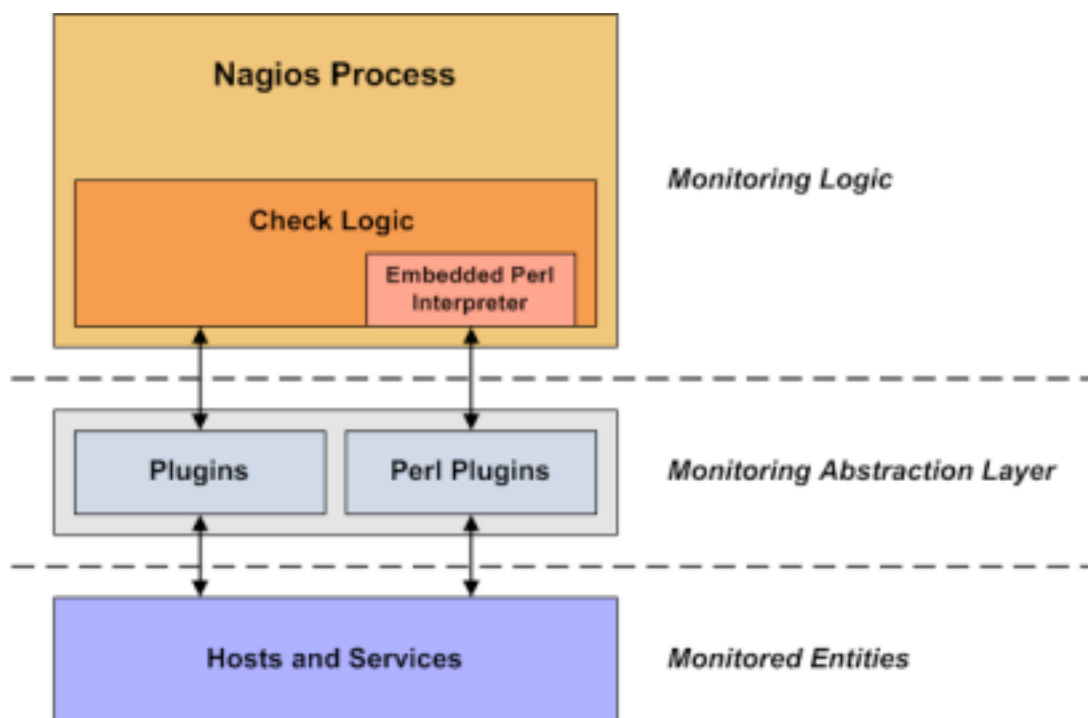 Nagios Process
Monitoring Logic
Check Logic
Embedded Perl
Interpreter
Plugins
Perl Plugins
Monitoring Abstraction Layer
Hosts and Services
Monitored Entities